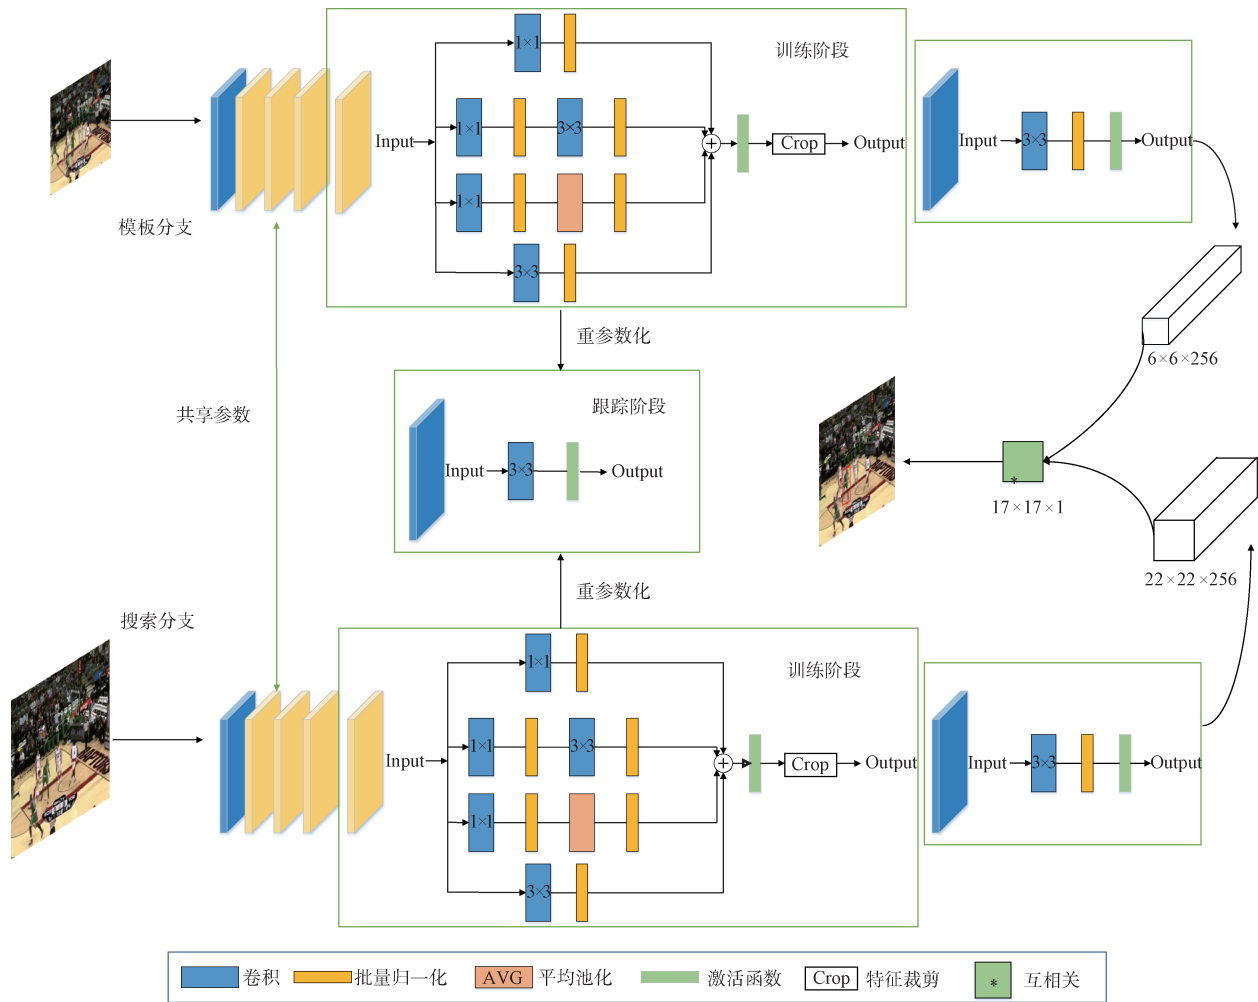 1×1
训练阶段
Input
1×1
3×3
Crop
Output
1×1
3×3
Input
3×3
Output
模板分支
重参数化
6×6×256
共享参数
跟踪阶段
Input
3×3
Output
*
17×17×1
22×22×256
重参数化
搜索分支
1×1
训练阶段
Input
1×1
3×3
Crop
Output
1×1
3×3
Input
3×3
Output
卷积
批量归一化
AVG
平均池化
激活函数
Crop
特征裁剪
*
互相关